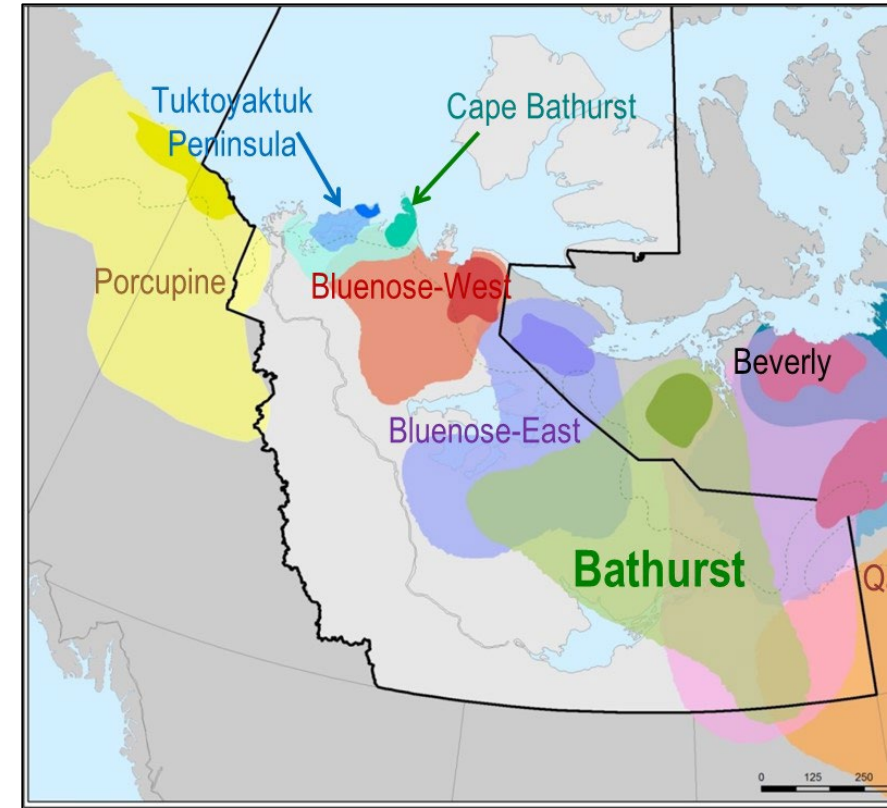 Tuktoyaktuk
Peninsula
Cape Bathurst
Porcupine
Bluenose-West
Beverly
Bluenose-East
Bathurst
Q
0 125 250